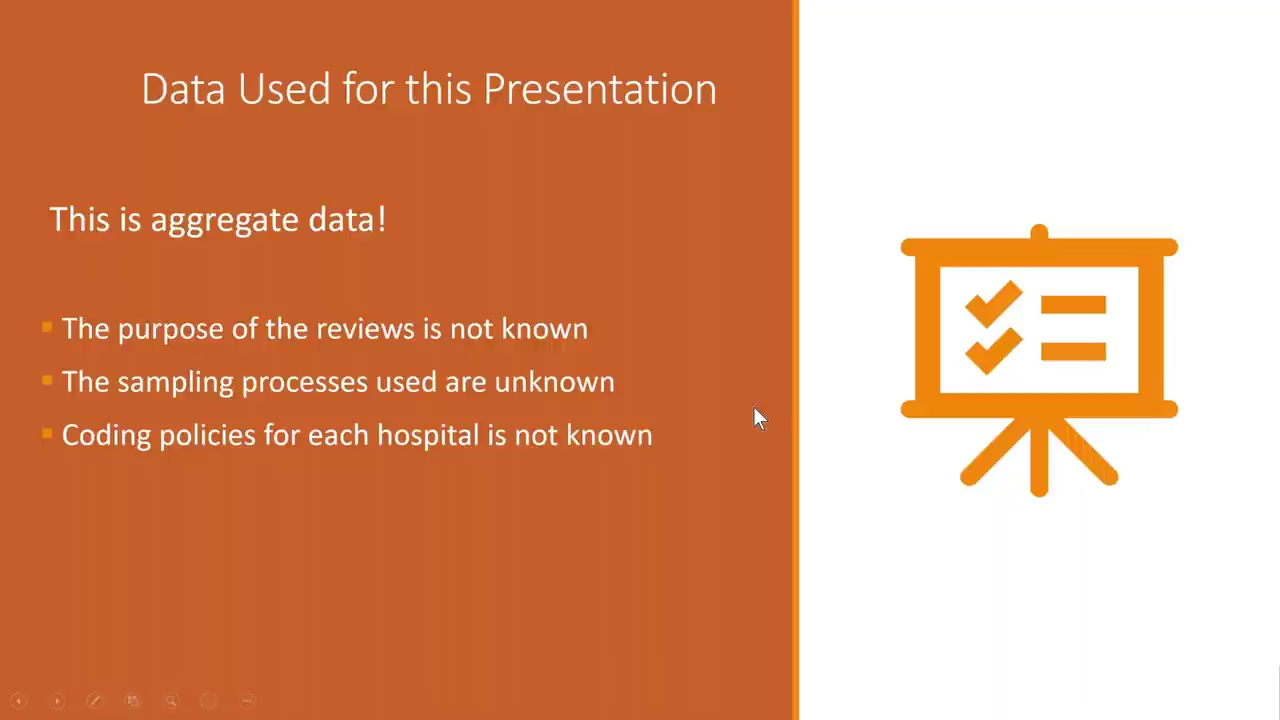 Data Used for this Presentation
This is aggregate data!
The purpose of the reviews is not known
The sampling processes used are unknown
Coding policies for each hospital is not known